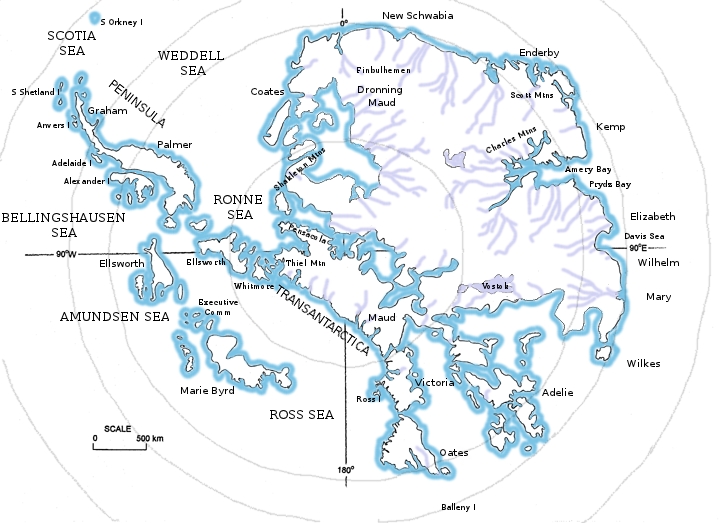 New Schwabia
0°
S Orkney I
SCOTIA
SEA
WEDDELL
SEA
Enderby
Finbulhemen
Dronning
Maud
Coates
S Shetland I
PENINSULA
Graham
Scott Mtns
Anvers I
Kemp
Charles Mtns
Palmer
Adelaide I
Shakleton Mtns
Amery Bay
Alexander I
Prydz Bay
RONNE
SEA
BELLINGSHAUSEN
SEA
Elizabeth
Pensacola
Davis Sea
90°W
90°E
Ellsworth
Ellsworth
Thiel Mtn
Wilhelm
Whitmore
Vostok
Mary
TRANSANTARCTICA
Executive
Comm
AMUNDSEN SEA
Maud
Wilkes
Marie Byrd
Victoria
Adelie
Ross I
ROSS SEA
SCALE
0 500 km
Oates
180°
Balleny I